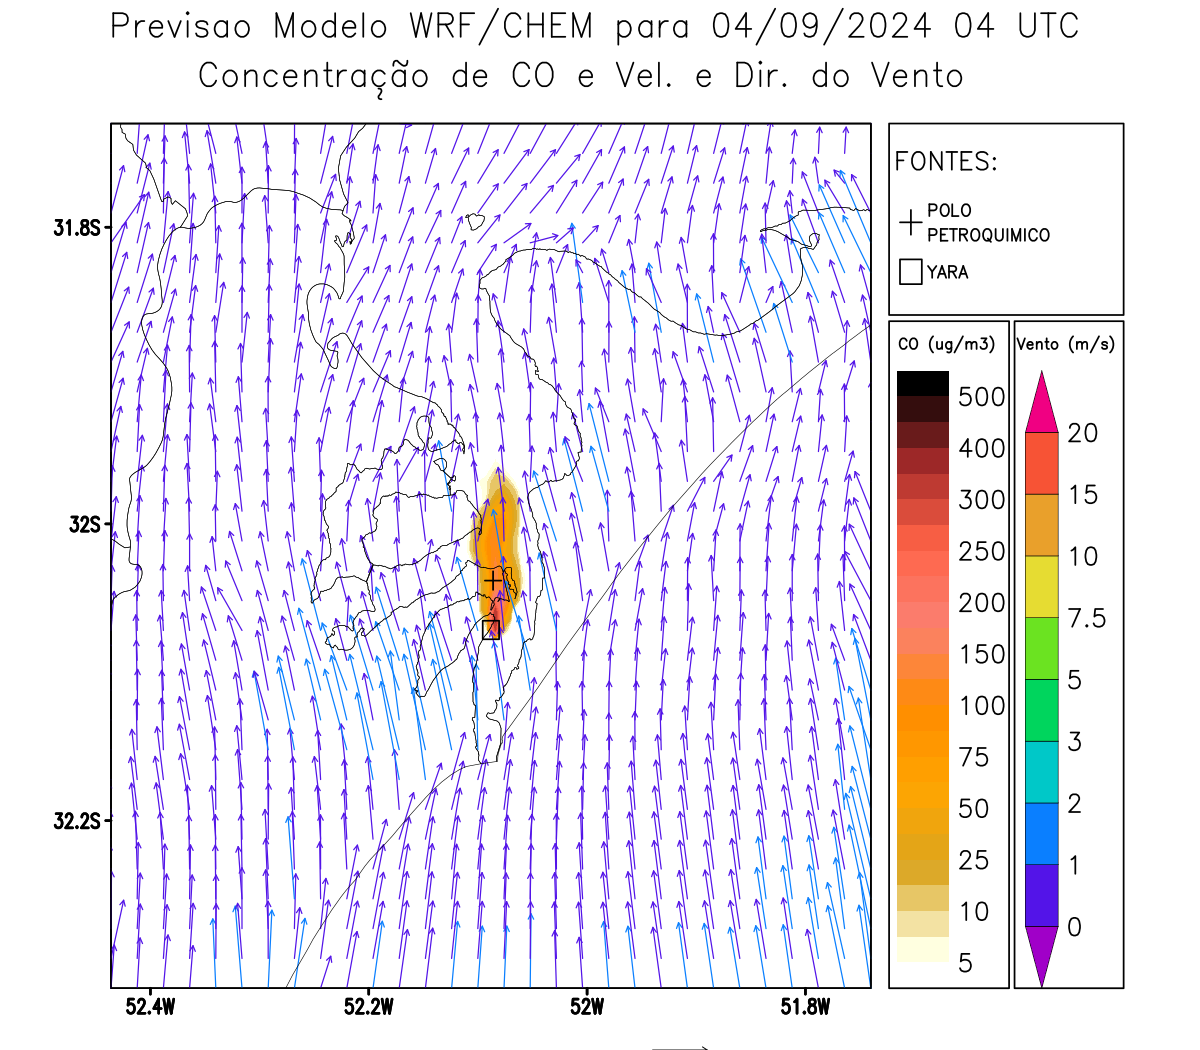 Previsao Modelo WRF/CHEM para 04/09/2024 04 UTC
Concentração de CO e Vel. e Dir. do Vento
FONTES:
POLO
PETROQUIMICO
YARA
31.8S
32S
32.2S
52.4W
52.2W
52W
51.8W
CO (ug/m3)
500
400
300
250
200
150
100
75
50
25
10
5
Vento (m/s)
20
15
10
7.5
5
3
2
1
0